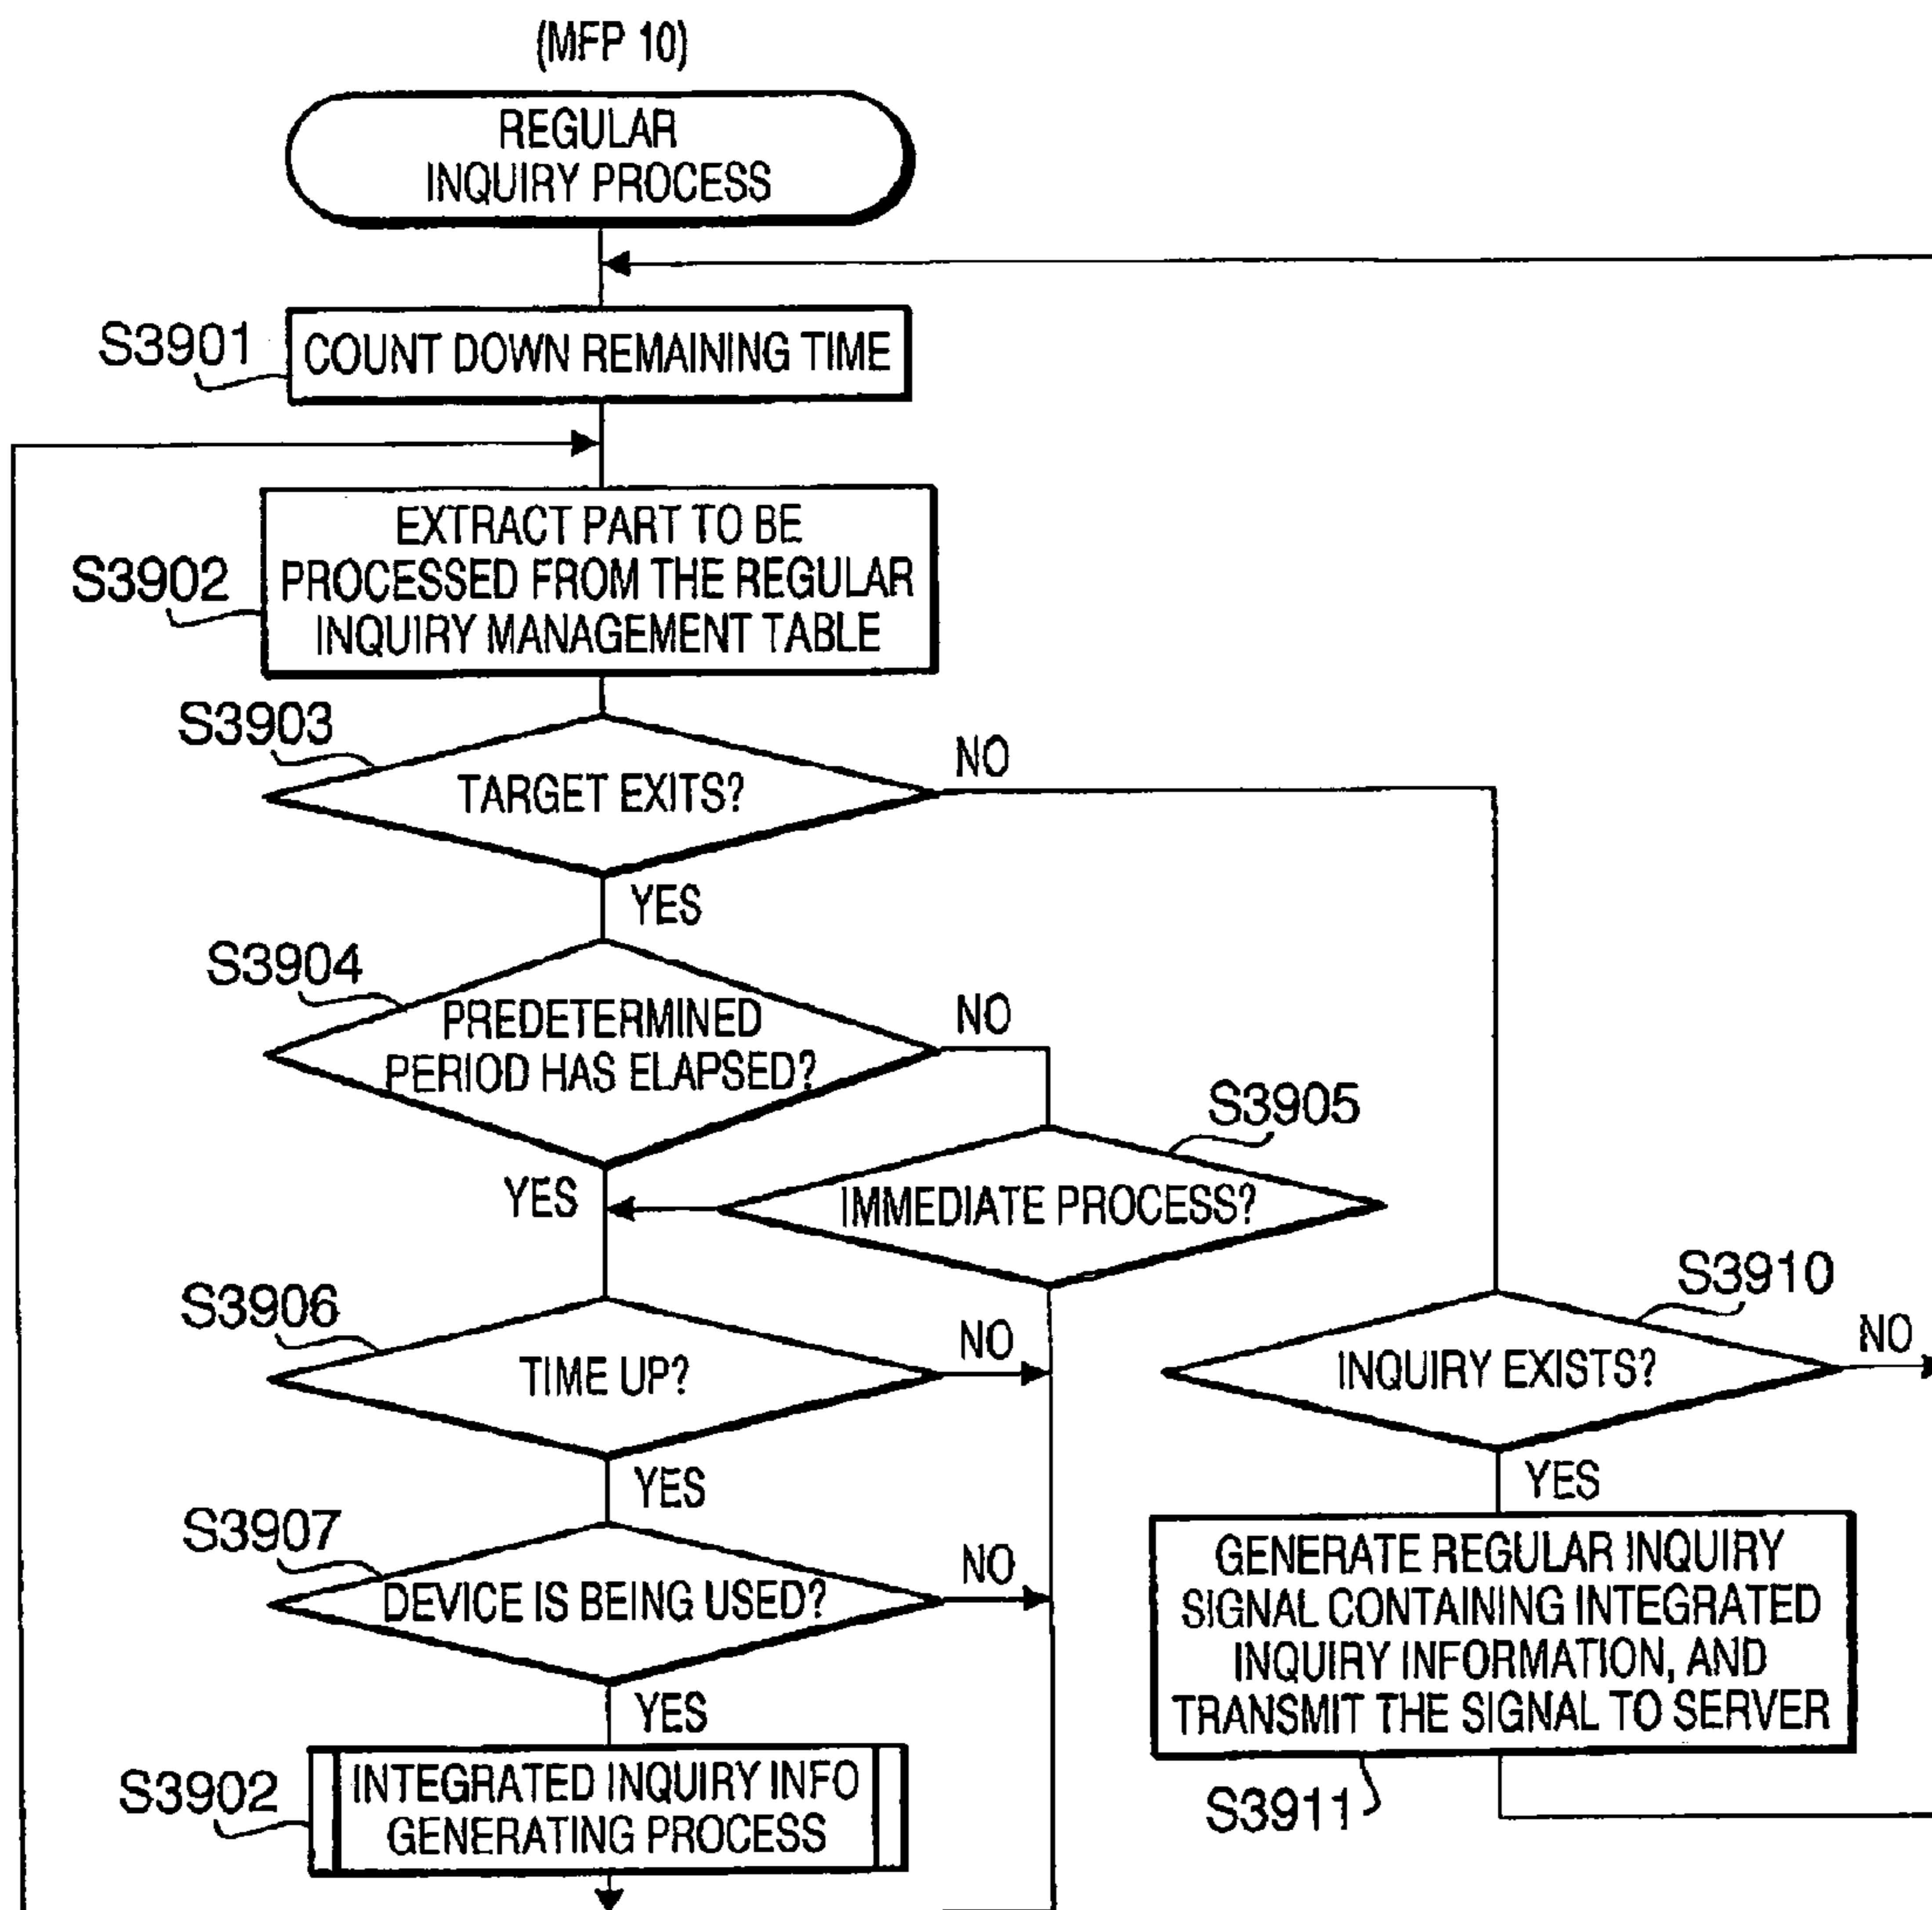 (MFP 10)
REGULAR
INQUIRY PROCESS
S3901
COUNT DOWN REMAINING TIME
S3902
EXTRACT PART TO BE
PROCESSED FROM THE REGULAR
INQUIRY MANAGEMENT TABLE
S3903
TARGET EXITS?
NO
YES
S3904
PREDETERMINED
PERIOD HAS ELAPSED?
NO
YES
S3905
IMMEDIATE PROCESS?
S3906
TIME UP?
NO
YES
S3910
INQUIRY EXISTS?
NO
YES
S3907
DEVICE IS BEING USED?
NO
YES
GENERATE REGULAR INQUIRY
SIGNAL CONTAINING INTEGRATED
INQUIRY INFORMATION, AND
TRANSMIT THE SIGNAL TO SERVER
S3911
S3902
INTEGRATED INQUIRY INFO
GENERATING PROCESS